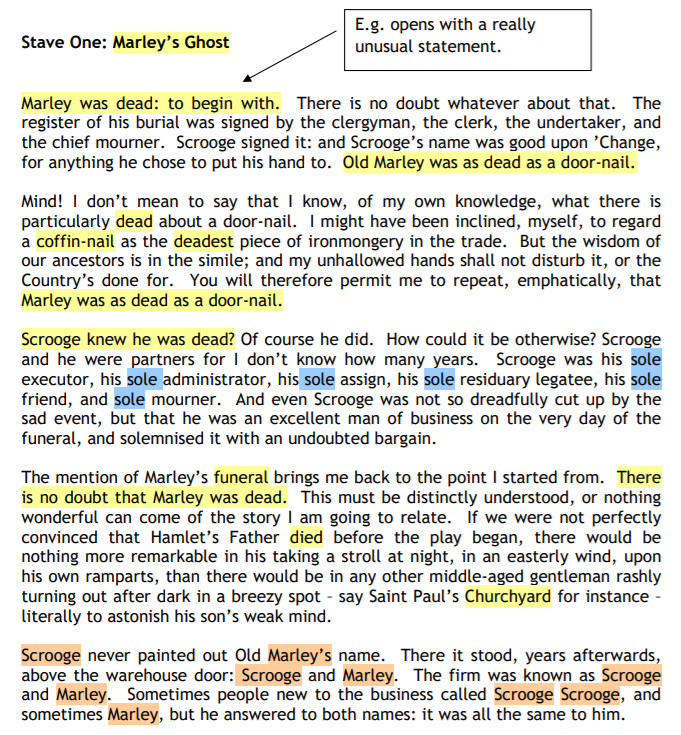 E.g. opens with a really
unusual statement.
Stave One: Marley’s Ghost
Marley was dead: to begin with. There is no doubt whatever about that. The
register of his burial was signed by the clergyman, the clerk, the undertaker, and
the chief mourner. Scrooge signed it: and Scrooge’s name was good upon ’Change,
for anything he chose to put his hand to. Old Marley was as dead as a door-nail.
Mind! I don’t mean to say that I know, of my own knowledge, what there is
particularly dead about a door-nail. I might have been inclined, myself, to regard
a coffin-nail as the deadest piece of ironmongery in the trade. But the wisdom of
our ancestors is in the simile; and my unhallowed hands shall not disturb it, or the
Country’s done for. You will therefore permit me to repeat, emphatically, that
Marley was as dead as a door-nail.
Scrooge knew he was dead? Of course he did. How could it be otherwise? Scrooge
and he were partners for I don’t know how many years. Scrooge was his sole
executor, his sole administrator, his sole assign, his sole residuary legatee, his sole
friend, and sole mourner. And even Scrooge was not so dreadfully cut up by the
sad event, but that he was an excellent man of business on the very day of the
funeral, and solemnised it with an undoubted bargain.
The mention of Marley’s funeral brings me back to the point I started from. There
is no doubt that Marley was dead. This must be distinctly understood, or nothing
wonderful can come of the story I am going to relate. If we were not perfectly
convinced that Hamlet’s Father died before the play began, there would be
nothing more remarkable in his taking a stroll at night, in an easterly wind, upon
his own ramparts, than there would be in any other middle-aged gentleman rashly
turning out after dark in a breezy spot – say Saint Paul’s Churchyard for instance –
literally to astonish his son’s weak mind.
Scrooge never painted out Old Marley’s name. There it stood, years afterwards,
above the warehouse door: Scrooge and Marley. The firm was known as Scrooge
and Marley. Sometimes people new to the business called Scrooge Scrooge, and
sometimes Marley, but he answered to both names: it was all the same to him.